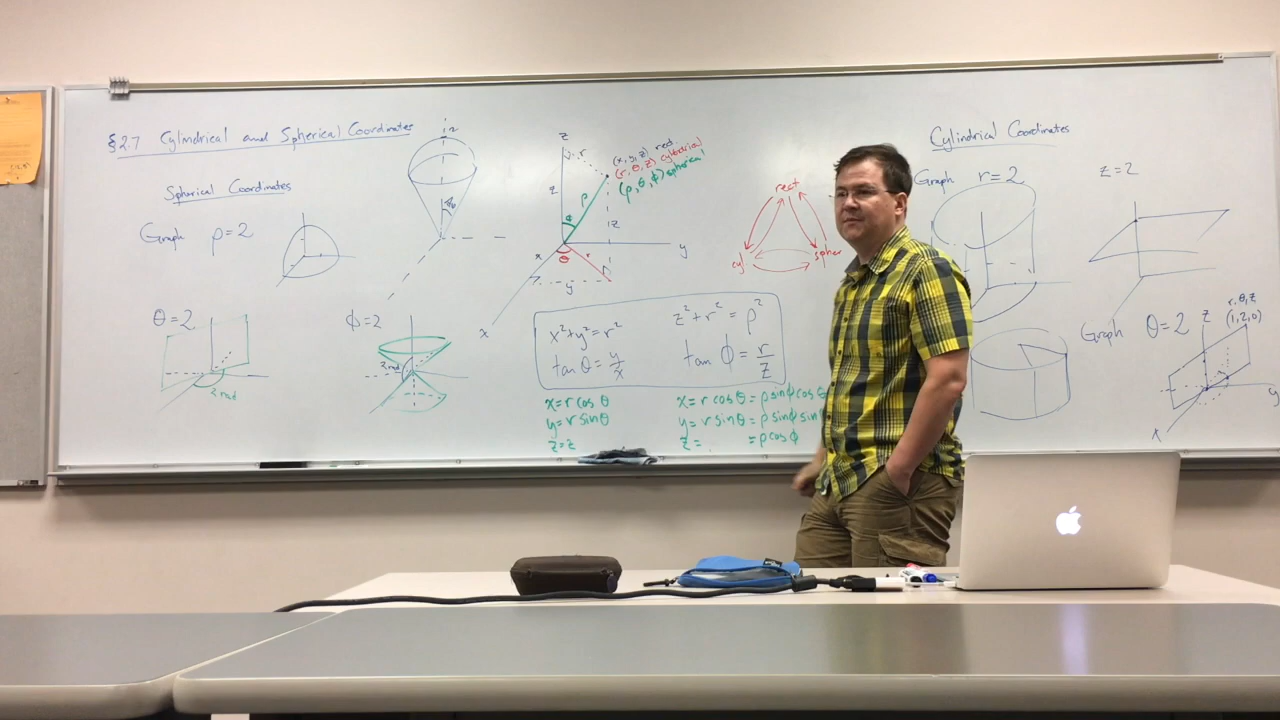 §2.7 Cylindrical and Spherical Coordinates
Spherical Coordinates
Graph ρ=2
θ=2
2 rad
φ=2
2 rad
z
z
r
(x, y, z) rect
(r, θ, z) cylindrical
(ρ, θ, φ) spherical
z
φ
ρ
z
θ
r
x
y
y
x
x²+y²=r²
tan θ = y/x
z²+r²=ρ²
tan φ = r/z
x=r cos θ
y=r sin θ
z=z
x=r cos θ=ρ sin φ cos θ
y=r sin θ=ρ sin φ sin
z= =ρ cos φ
rect
cyl
spher
Cylindrical Coordinates
Graph r=2
z=2
Graph θ=2
r, θ, z
(1, 2, 0)
z
y
x